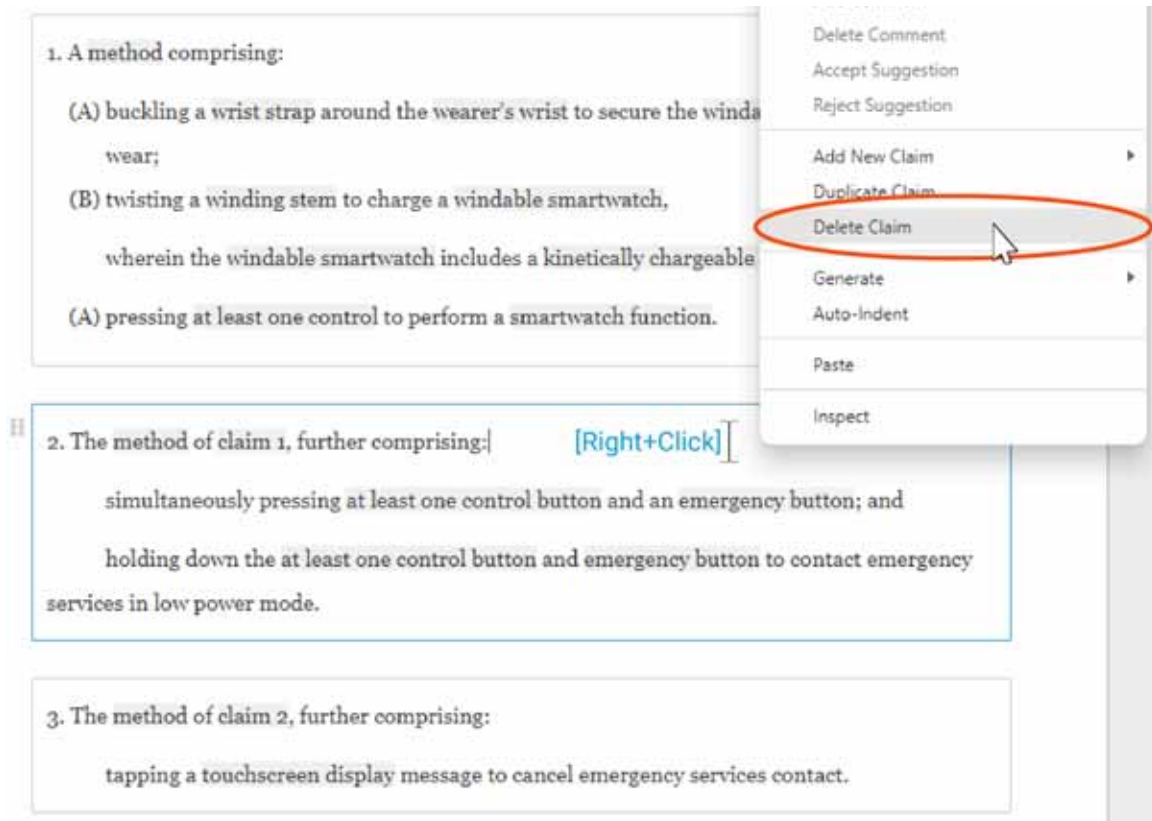 1. A method comprising:
(A) buckling a wrist strap around the wearer's wrist to secure the winda
wear;
(B) twisting a winding stem to charge a windable smartwatch,
wherein the windable smartwatch includes a kinetically chargeable
(A) pressing at least one control to perform a smartwatch function.
Delete Comment
Accept Suggestion
Reject Suggestion
Add New Claim
Duplicate Claim
Delete Claim
Generate
Auto-Indent
Paste
Inspect
2. The method of claim 1, further comprising:
[Right+Click]
simultaneously pressing at least one control button and an emergency button; and
holding down the at least one control button and emergency button to contact emergency
services in low power mode.
3. The method of claim 2, further comprising:
tapping a touchscreen display message to cancel emergency services contact.